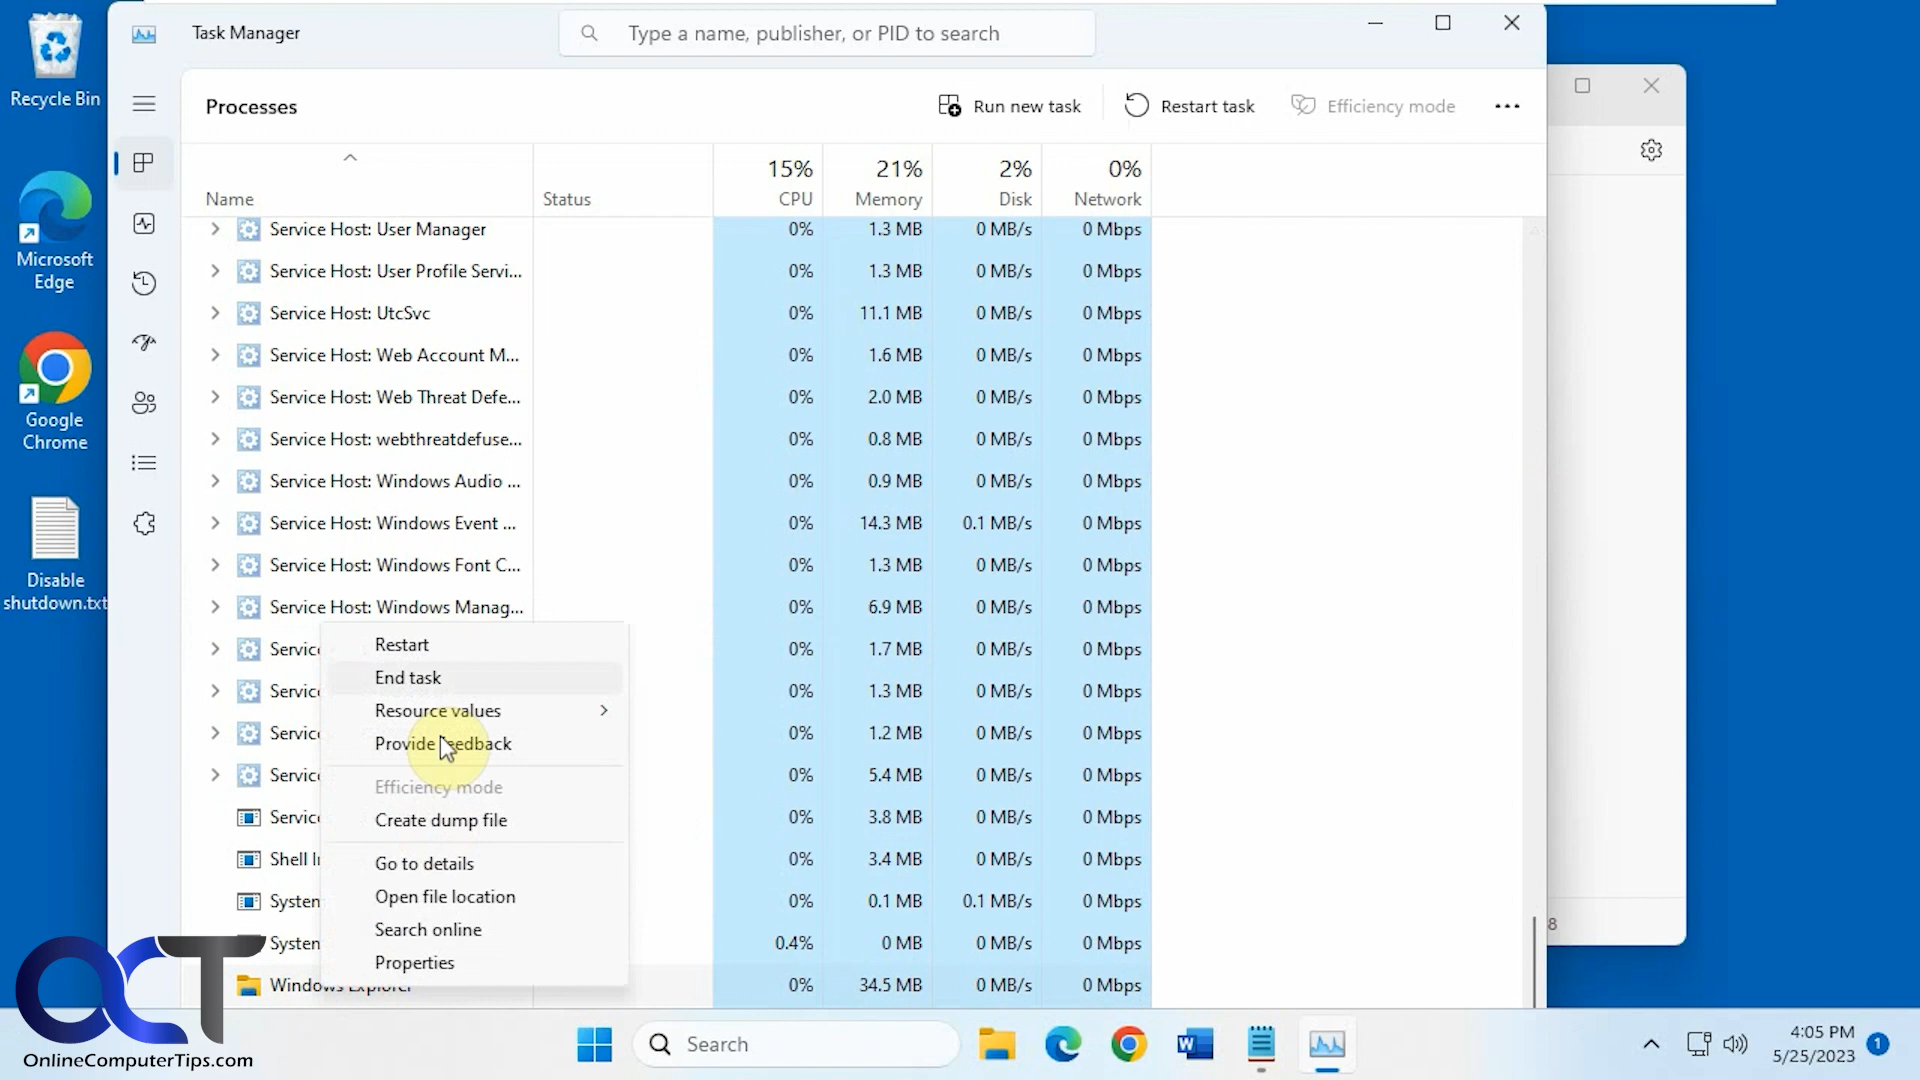 Recycle Bin
Microsoft
Edge
Google
Chrome
Disable
shutdown.txt
Task Manager
Type a name, publisher, or PID to search
Processes
Run new task
Restart task
Efficiency mode
15% 21% 2% 0%
Name Status CPU Memory Disk Network
Service Host: User Manager 0% 1.3 MB 0 MB/s 0 Mbps
Service Host: User Profile Servi... 0% 1.3 MB 0 MB/s 0 Mbps
Service Host: UtcSvc 0% 11.1 MB 0 MB/s 0 Mbps
Service Host: Web Account M... 0% 1.6 MB 0 MB/s 0 Mbps
Service Host: Web Threat Defe... 0% 2.0 MB 0 MB/s 0 Mbps
Service Host: webthreatdefuse... 0% 0.8 MB 0 MB/s 0 Mbps
Service Host: Windows Audio ... 0% 0.9 MB 0 MB/s 0 Mbps
Service Host: Windows Event ... 0% 14.3 MB 0.1 MB/s 0 Mbps
Service Host: Windows Font C... 0% 1.3 MB 0 MB/s 0 Mbps
Service Host: Windows Manag... 0% 6.9 MB 0 MB/s 0 Mbps
Service 0% 1.7 MB 0 MB/s 0 Mbps
Service 0% 1.3 MB 0 MB/s 0 Mbps
Service 0% 1.2 MB 0 MB/s 0 Mbps
Service 0% 5.4 MB 0 MB/s 0 Mbps
Service 0% 3.8 MB 0 MB/s 0 Mbps
Shell 0% 3.4 MB 0 MB/s 0 Mbps
System 0% 0.1 MB 0.1 MB/s 0 Mbps
System 0.4% 0 MB 0 MB/s 0 Mbps
Windows Explorer 0% 34.5 MB 0 MB/s 0 Mbps
Restart
End task
Resource values
Provide feedback
Efficiency mode
Create dump file
Go to details
Open file location
Search online
Properties
8
OCT
OnlineComputerTips.com
Search
W
4:05 PM
5/25/2023
1